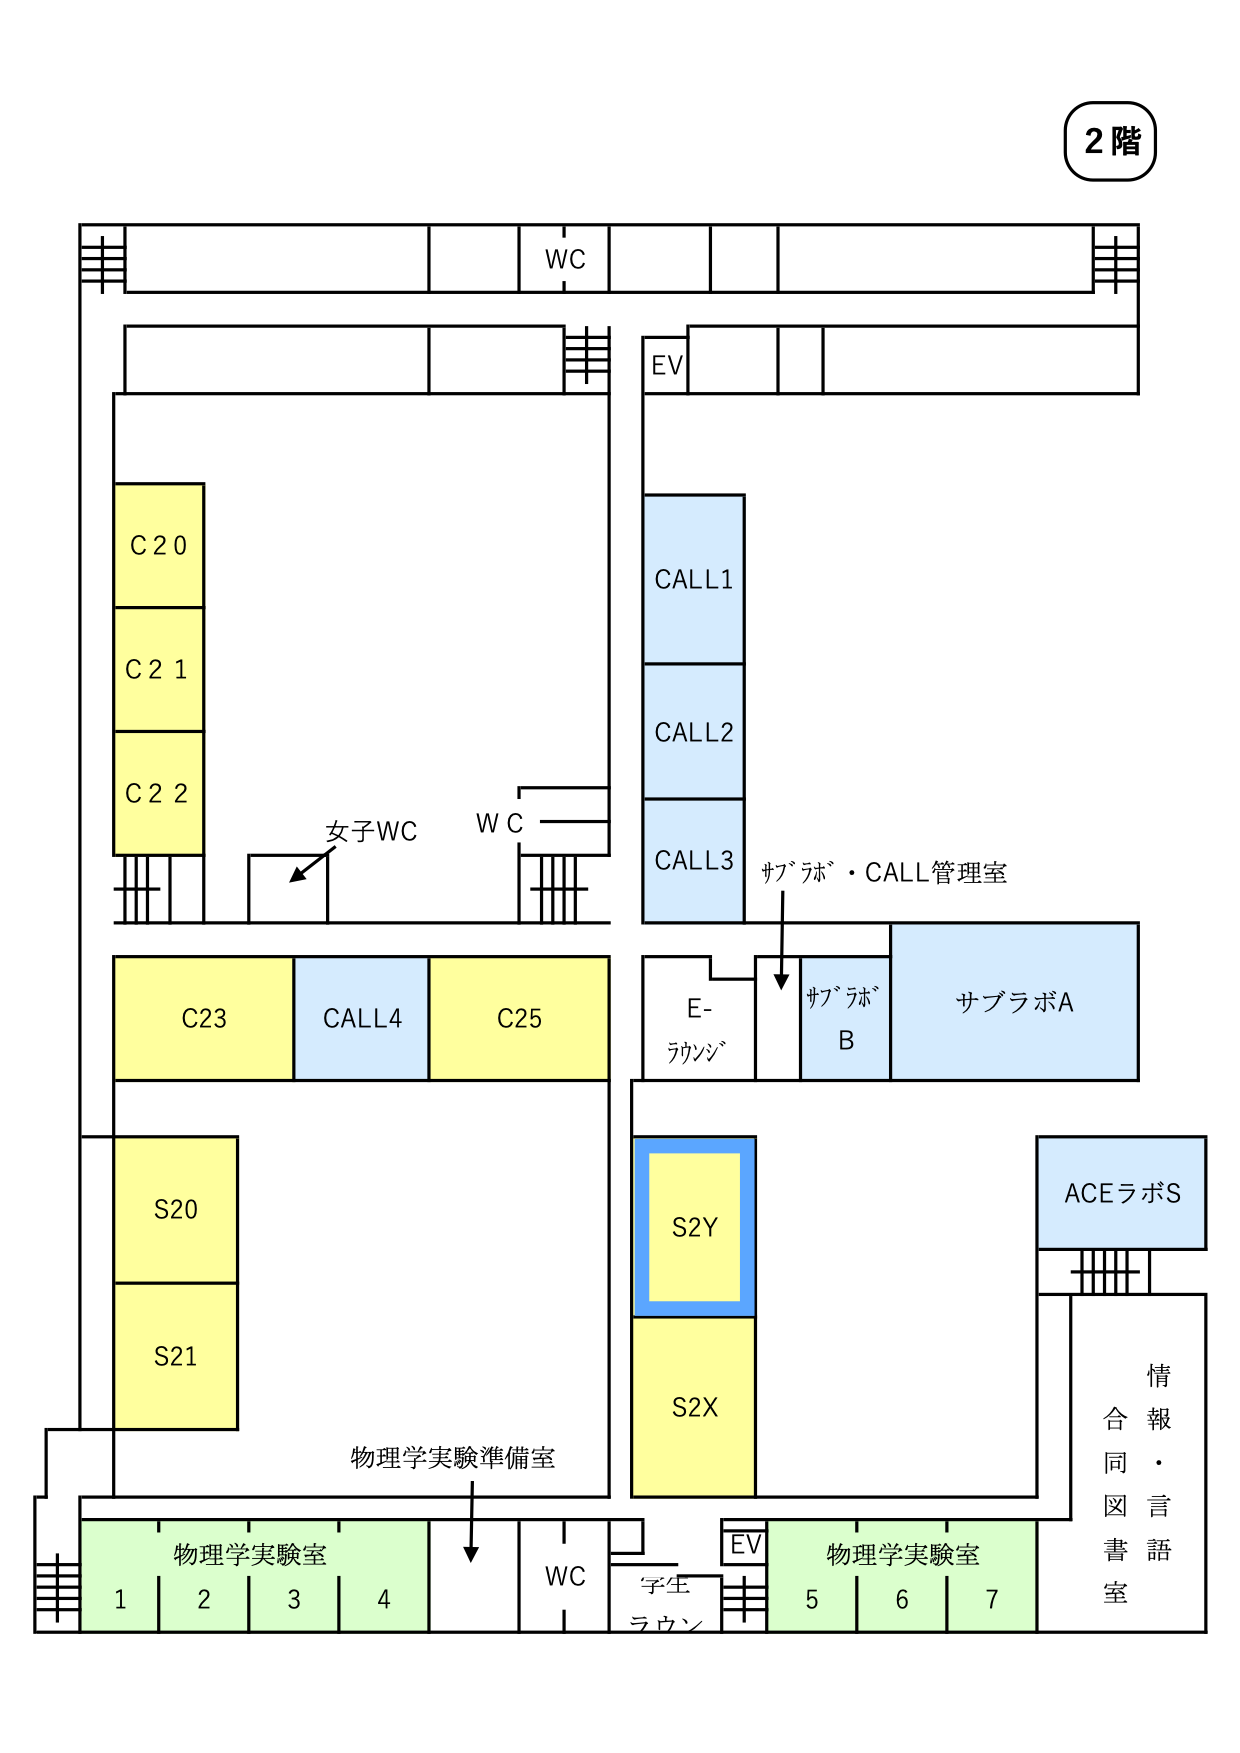 2階
WC
EV
C20
CALL1
C21
CALL2
C22
女子WC
WC
CALL3
ｻﾌﾞﾗﾎﾞ・CALL管理室
C23
CALL4
C25
E-
ﾗｳﾝｼﾞ
ｻﾌﾞﾗﾎﾞ
B
サブラボA
S20
S2Y
ACEラボS
S21
S2X
情報・言語
合同図書室
物理学実験準備室
物理学実験室
1 2 3 4
WC
学生
ラウン
EV
物理学実験室
5 6 7